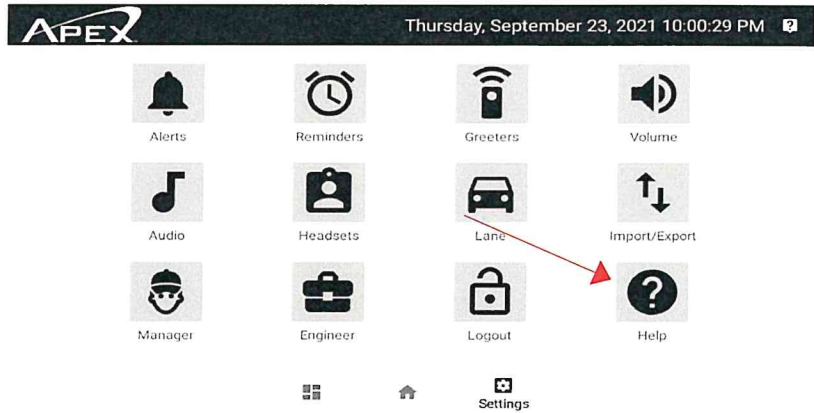 APEX
Thursday, September 23, 2021 10:00:29 PM
Alerts Reminders Greeters Volume
Audio Headsets Lane Import/Export
Manager Engineer Logout Help
Settings